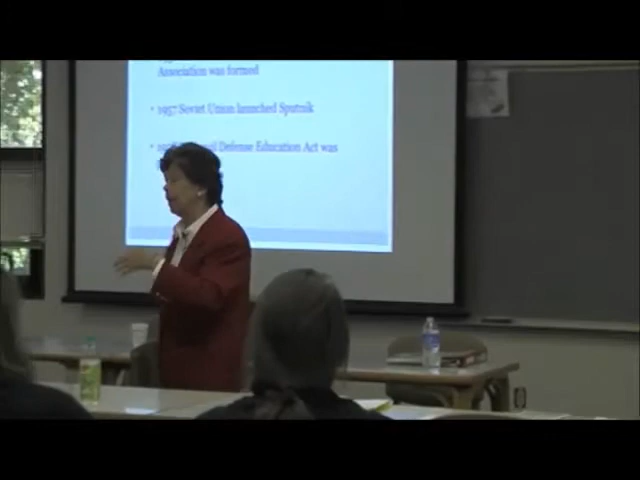 Association was formed
• 1957 Soviet Union launched Sputnik
Defense Education Act was